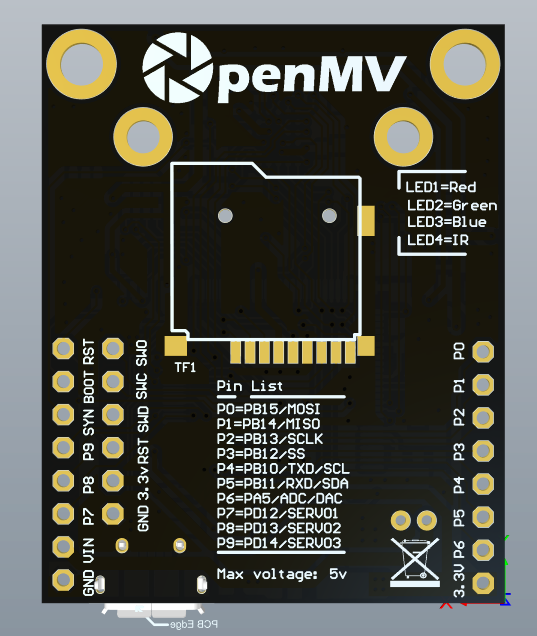 OpenMV
LED1=Red
LED2=Green
LED3=Blue
LED4=IR
TF1
Pin List
P0=PB15/MOSI
P1=PB14/MISO
P2=PB13/SCLK
P3=PB12/SS
P4=PB10/TXD/SCL
P5=PB11/RXD/SDA
P6=PA5/ADC/DAC
P7=PD12/SERVO1
P8=PD13/SERVO2
P9=PD14/SERVO3
Max voltage: 5v
RST
BOOT
SYN
P9
P8
P7
VIN
GND
SWO
SWC
SWD
RST
3.3v
GND
P0
P1
P2
P3
P4
P5
P6
3.3V
PCB Edge
X
Z